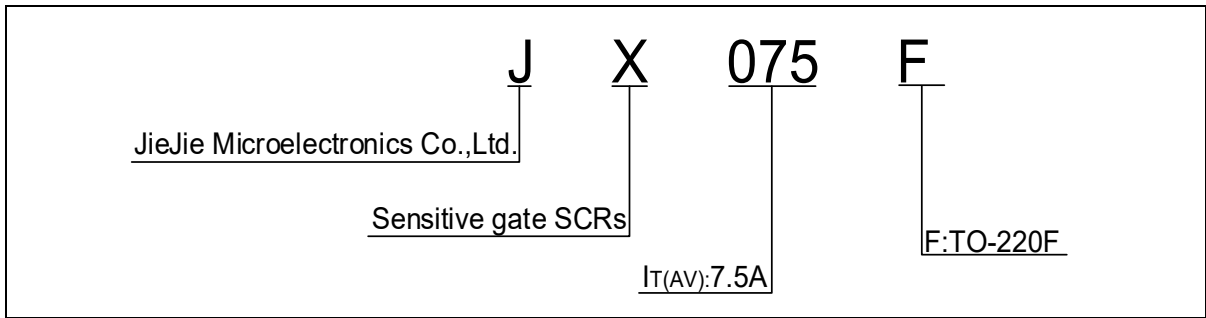 J X 075 F
JieJie Microelectronics Co.,Ltd.
Sensitive gate SCRs
F:TO-220F
IT(AV):7.5A